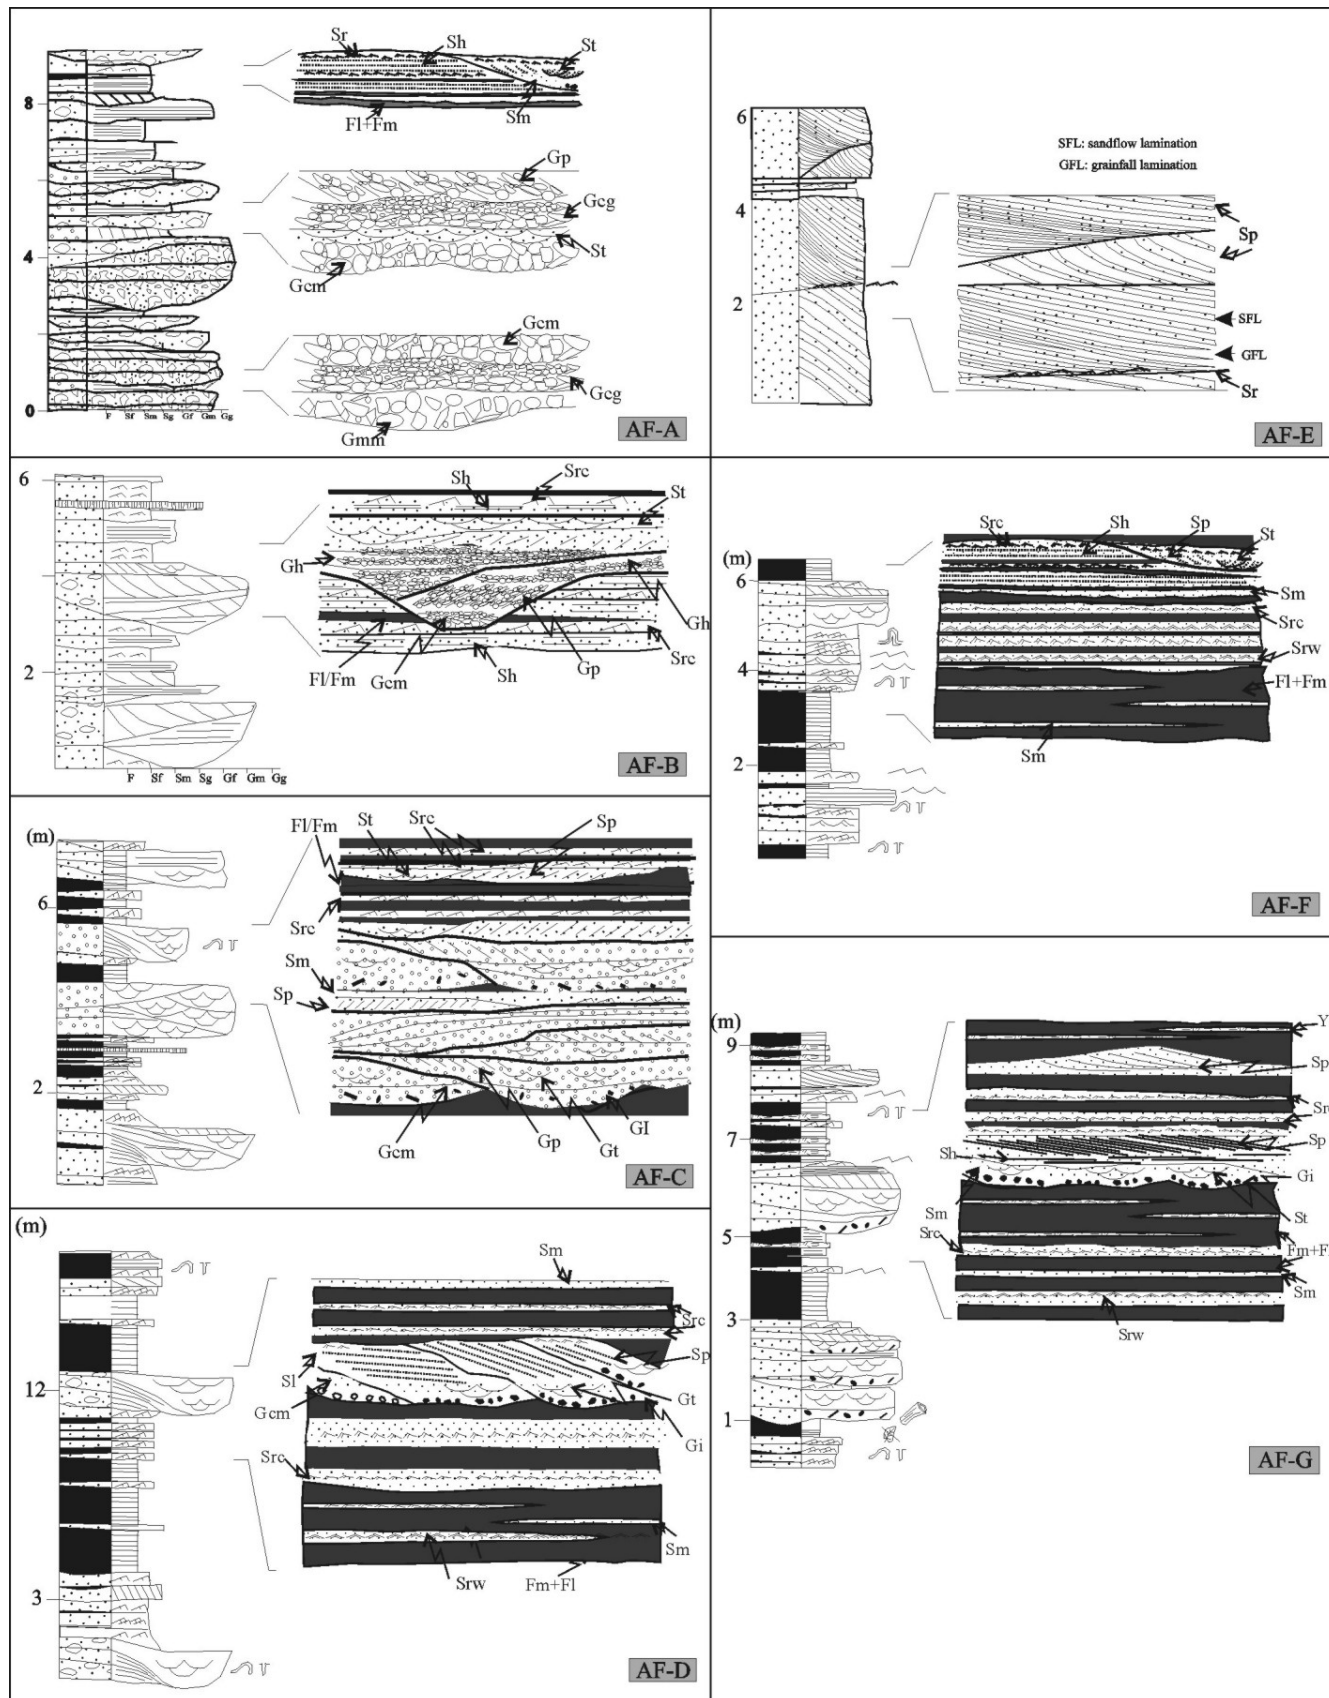 Sr
Sh
St
8
Sm
Fl+Fm
Gp
Gcg
St
4
Gcm
Gcm
Gcg
0
F Sf Sm Sg Gf Gm Gg
Gmm
AF-A
6
Sh
Src
St
Gh
Gh
2
Fl/Fm
Gcm
Sh
Gp
Src
F Sf Sm Sg Gf Gm Gg
AF-B
(m)
Fl/Fm
St
Src
Sp
6
Src
Sm
Sp
2
Gcm
Gp
Gt
GI
AF-C
(m)
Sm
Src
Sp
Sl
12
Gcm
Gt
Gi
Src
Sm
3
Srw
Fm+Fl
AF-D
6
SFL: sandflow lamination
GFL: grainfall lamination
4
Sp
2
SFL
GFL
Sr
AF-E
Src
Sh
Sp
St
(m)
6
Sm
Src
Srw
4
Fl+Fm
2
Sm
AF-F
(m)
Y
9
Sp
7
Sp
Sh
Gi
Sm
St
5
Src
Sm
3
Srw
1
AF-G